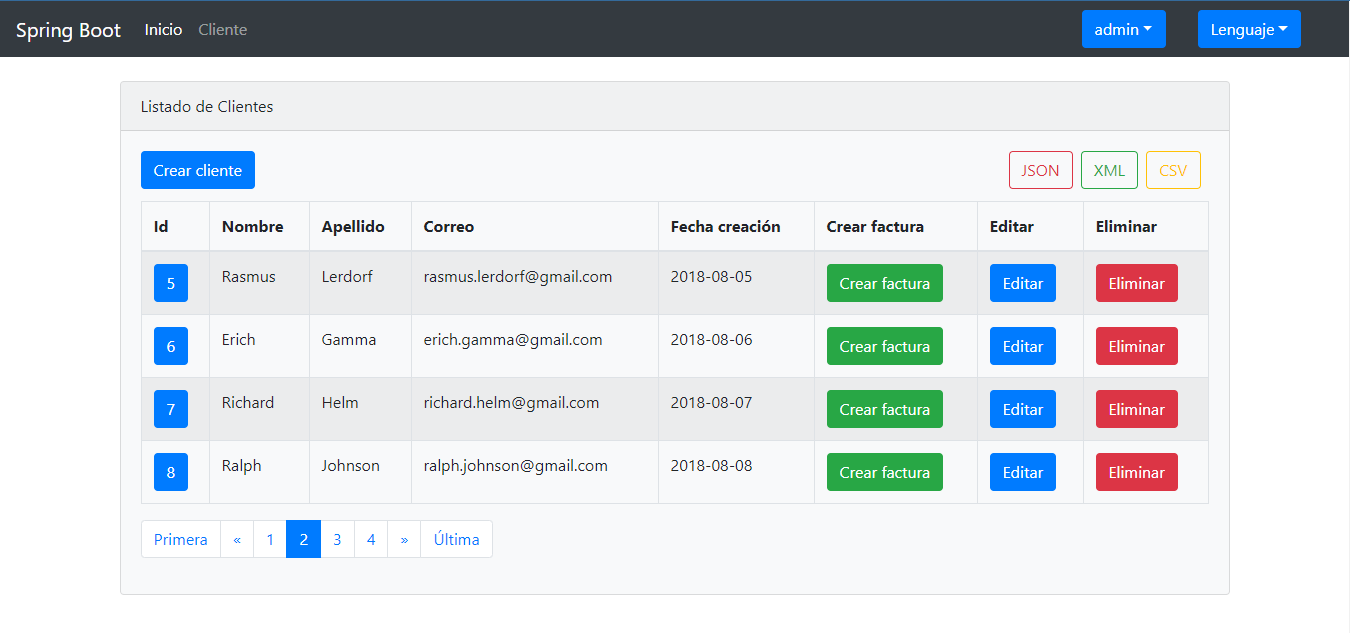 Spring Boot Inicio Cliente admin Lenguaje
Listado de Clientes
Crear cliente JSON XML CSV
Id Nombre Apellido Correo Fecha creación Crear factura Editar Eliminar
5 Rasmus Lerdorf rasmus.lerdorf@gmail.com 2018-08-05 Crear factura Editar Eliminar
6 Erich Gamma erich.gamma@gmail.com 2018-08-06 Crear factura Editar Eliminar
7 Richard Helm richard.helm@gmail.com 2018-08-07 Crear factura Editar Eliminar
8 Ralph Johnson ralph.johnson@gmail.com 2018-08-08 Crear factura Editar Eliminar
Primera « 1 2 3 4 » Última